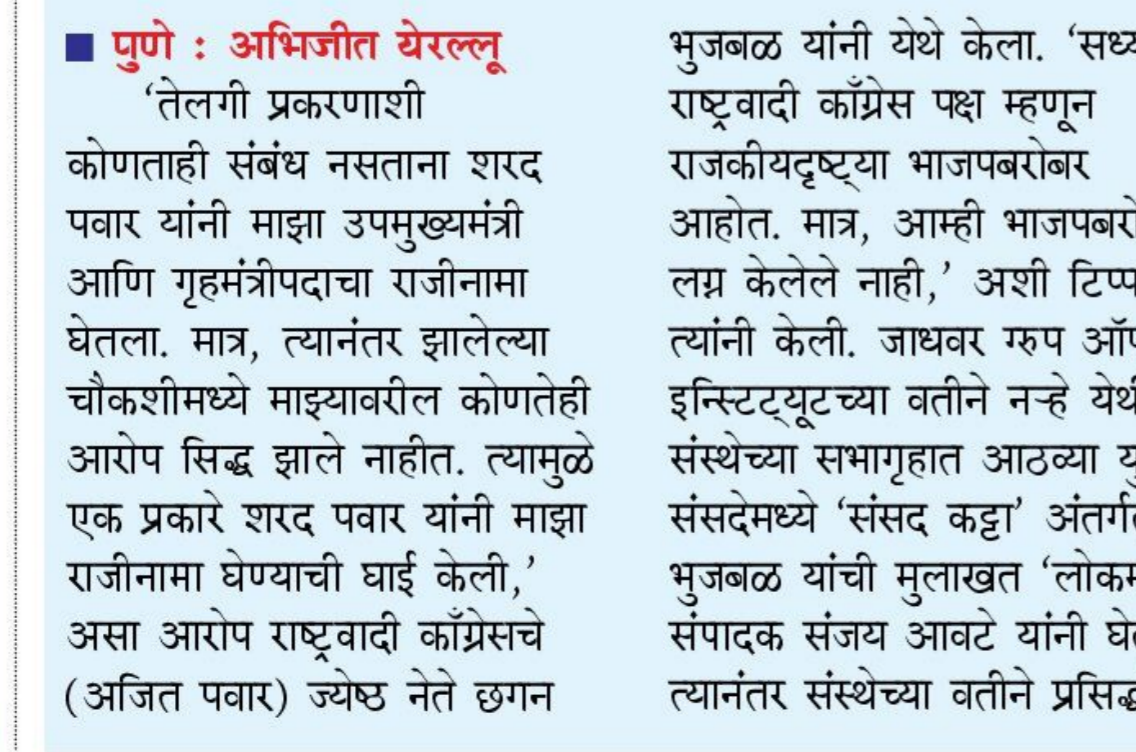 ■ पुणे : अभिजीत येरल्लू
'तेलगी प्रकरणाशी
कोणताही संबंध नसताना शरद
पवार यांनी माझा उपमुख्यमंत्री
आणि गृहमंत्रीपदाचा राजीनामा
घेतला. मात्र, त्यानंतर झालेल्या
चौकशीमध्ये माझ्यावरील कोणतेही
आरोप सिद्ध झाले नाहीत. त्यामुळे
एक प्रकारे शरद पवार यांनी माझा
राजीनामा घेण्याची घाई केली,'
असा आरोप राष्ट्रवादी काँग्रेसचे
(अजित पवार) ज्येष्ठ नेते छगन
भुजबळ यांनी येथे केला.
राष्ट्रवादी काँग्रेस पक्ष म्हणून
राजकीयदृष्ट्या भाजपबरोबर
आहोत. मात्र, आम्ही
लग्न केलेले नाही,' अशी
त्यांनी केली. जाधवर ग्रुप
इन्स्टिट्यूटच्या वतीने नऱ्हे
संस्थेच्या सभागृहात आठव्या
संसदेमध्ये 'संसद कट्टा'
भुजबळ यांची मुलाखत
संपादक संजय आवटे यांनी
त्यानंतर संस्थेच्या वतीने